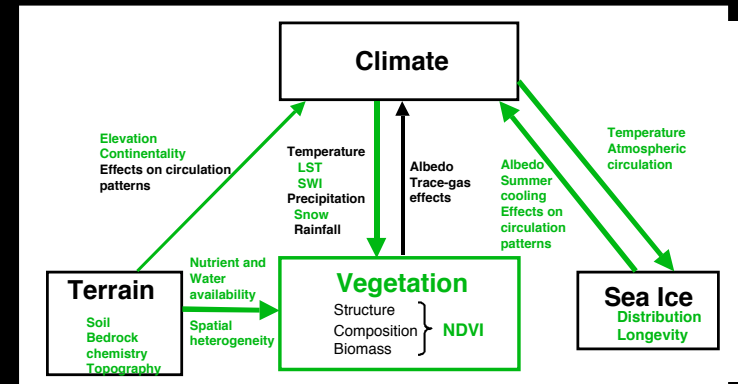 Climate
Elevation
Continentality
Effects on circulation
patterns
Temperature
LST
SWI
Precipitation
Snow
Rainfall
Albedo
Trace-gas
effects
Albedo
Summer
cooling
Effects on
circulation
patterns
Temperature
Atmospheric
circulation
Terrain
Soil
Bedrock
chemistry
Topography
Nutrient and
Water
availability
Spatial
heterogeneity
Vegetation
Structure
Composition
Biomass
NDVI
Sea Ice
Distribution
Longevity